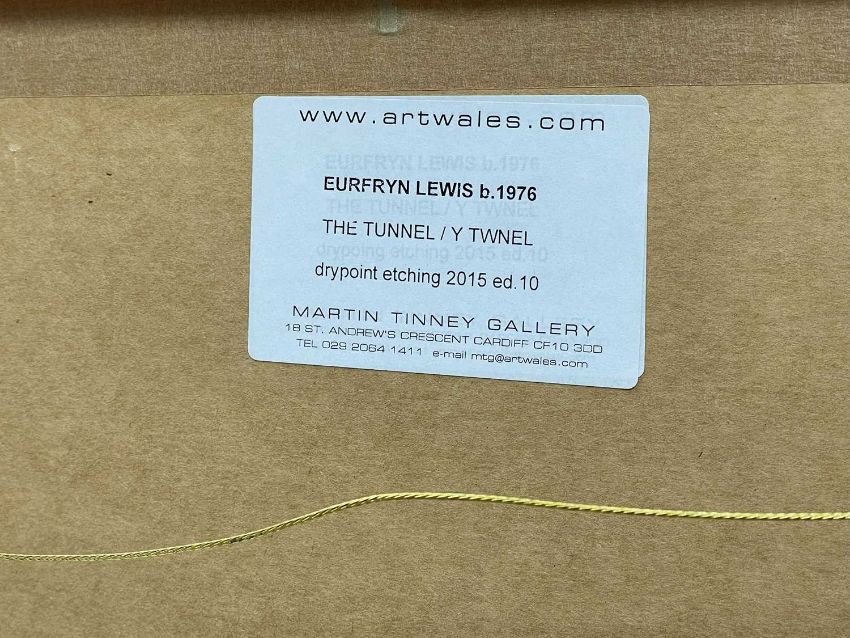 www.artwales.com
EURFRYN LEWIS b.1976
THE TUNNEL / Y TWNEL
drypoint etching 2015 ed.10
MARTIN TINNEY GALLERY
18 ST. ANDREW'S CRESCENT CARDIFF CF10 3DD
TEL 029 2064 1411 e-mail mtg@artwales.com